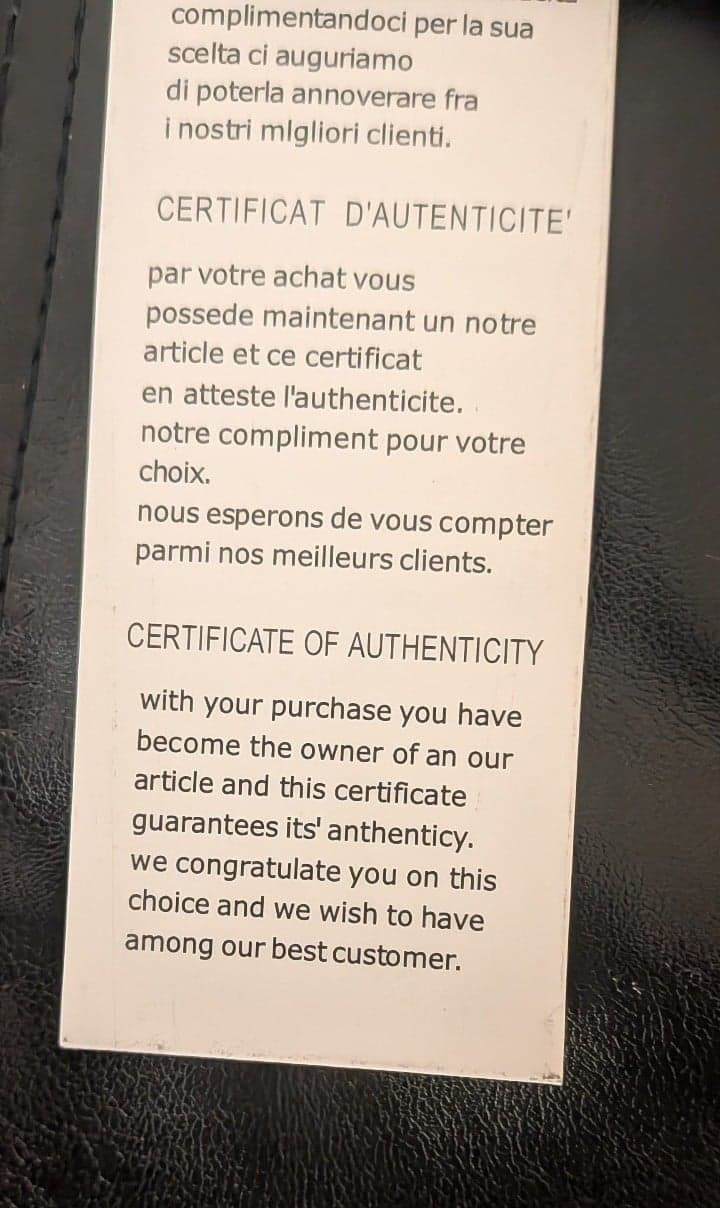 complimentandoci per la sua
scelta ci auguriamo
di poterla annoverare fra
i nostri mIgliori clienti.
CERTIFICAT D'AUTENTICITE'
par votre achat vous
possede maintenant un notre
article et ce certificat
en atteste l'authenticite.
notre compliment pour votre
choix.
nous esperons de vous compter
parmi nos meilleurs clients.
CERTIFICATE OF AUTHENTICITY
with your purchase you have
become the owner of an our
article and this certificate
guarantees its' anthenticy.
we congratulate you on this
choice and we wish to have
among our best customer.